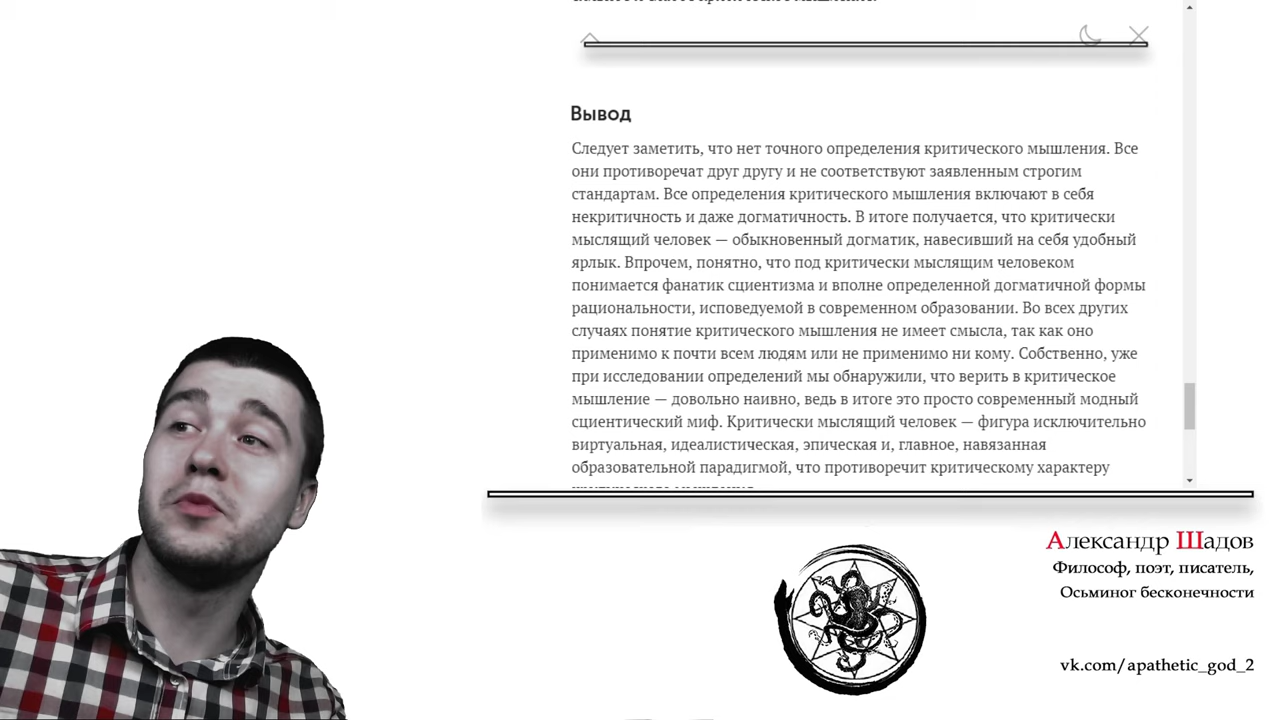 Вывод
Следует заметить, что нет точного определения критического мышления. Все
они противоречат друг другу и не соответствуют заявленным строгим
стандартам. Все определения критического мышления включают в себя
некритичность и даже догматичность. В итоге получается, что критически
мыслящий человек — обыкновенный догматик, навесивший на себя удобный
ярлык. Впрочем, понятно, что под критически мыслящим человеком
понимается фанатик сциентизма и вполне определенной догматичной формы
рациональности, исповедуемой в современном образовании. Во всех других
случаях понятие критического мышления не имеет смысла, так как оно
применимо к почти всем людям или не применимо ни кому. Собственно, уже
при исследовании определений мы обнаружили, что верить в критическое
мышление — довольно наивно, ведь в итоге это просто современный модный
сциентический миф. Критически мыслящий человек — фигура исключительно
виртуальная, идеалистическая, эпическая и, главное, навязанная
образовательной парадигмой, что противоречит критическому характеру
Александр Шадов
Философ, поэт, писатель,
Осьминог бесконечности
vk.com/apathetic_god_2